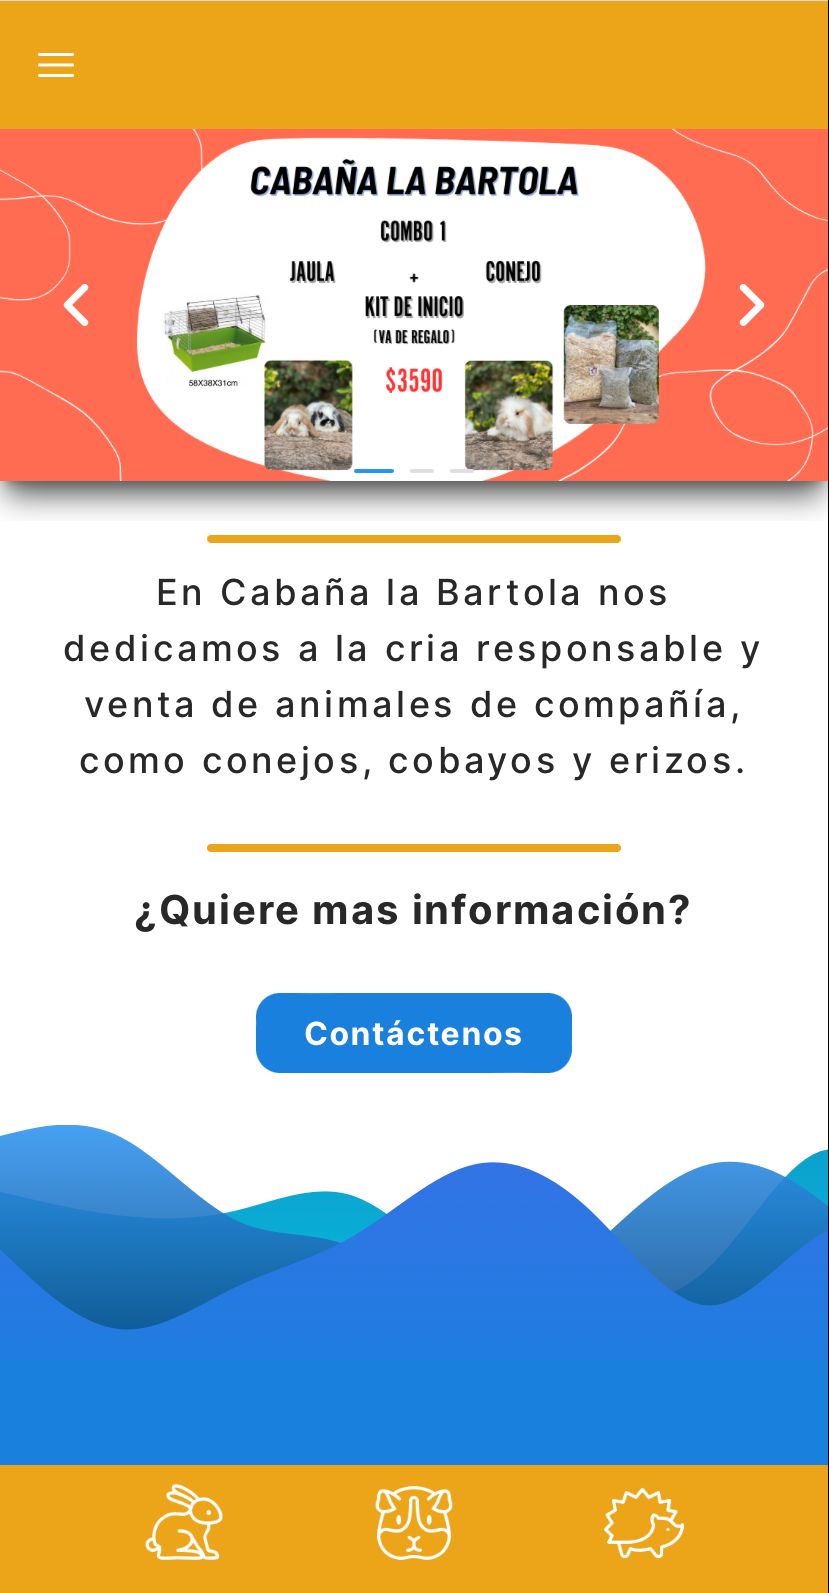 CABAÑA LA BARTOLA
COMBO 1
JAULA + CONEJO
KIT DE INICIO
(VA DE REGALO)
$3590
58X38X31cm
En Cabaña la Bartola nos
dedicamos a la cria responsable y
venta de animales de compañía,
como conejos, cobayos y erizos.
¿Quiere mas información?
Contáctenos